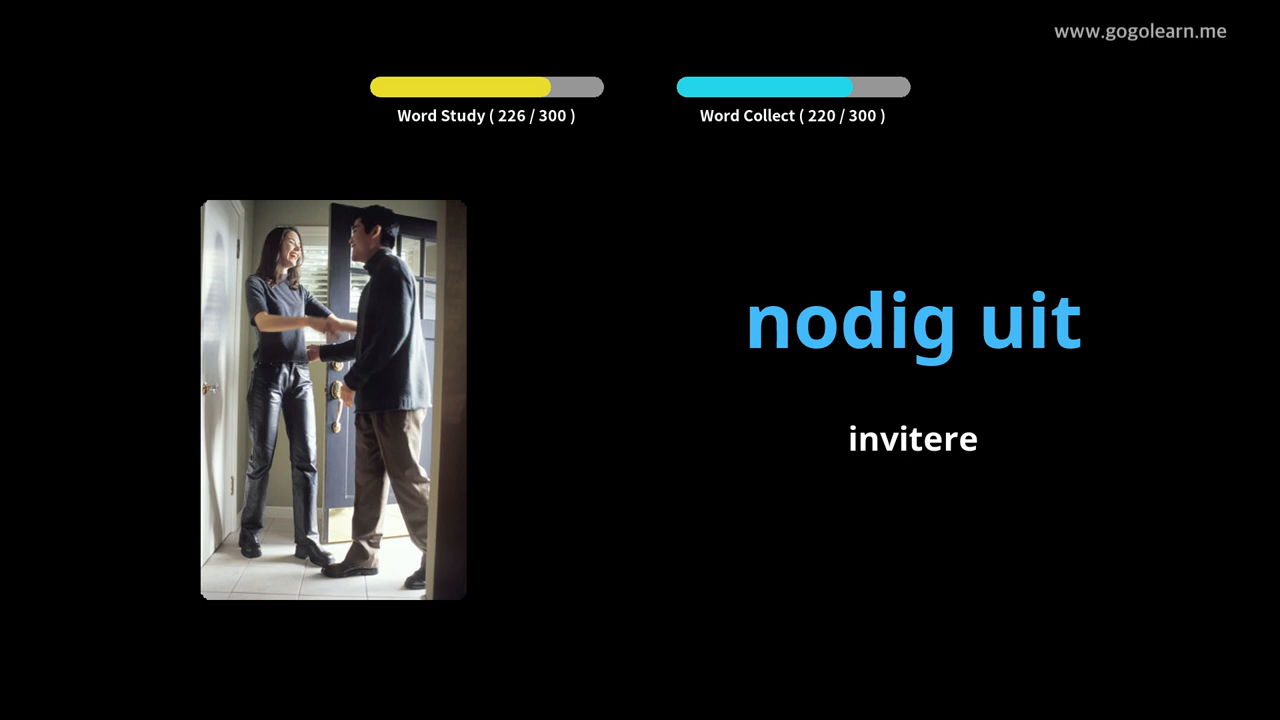 www.gogolearn.me
Word Study ( 226 / 300 )
Word Collect ( 220 / 300 )
nodig uit
invitere